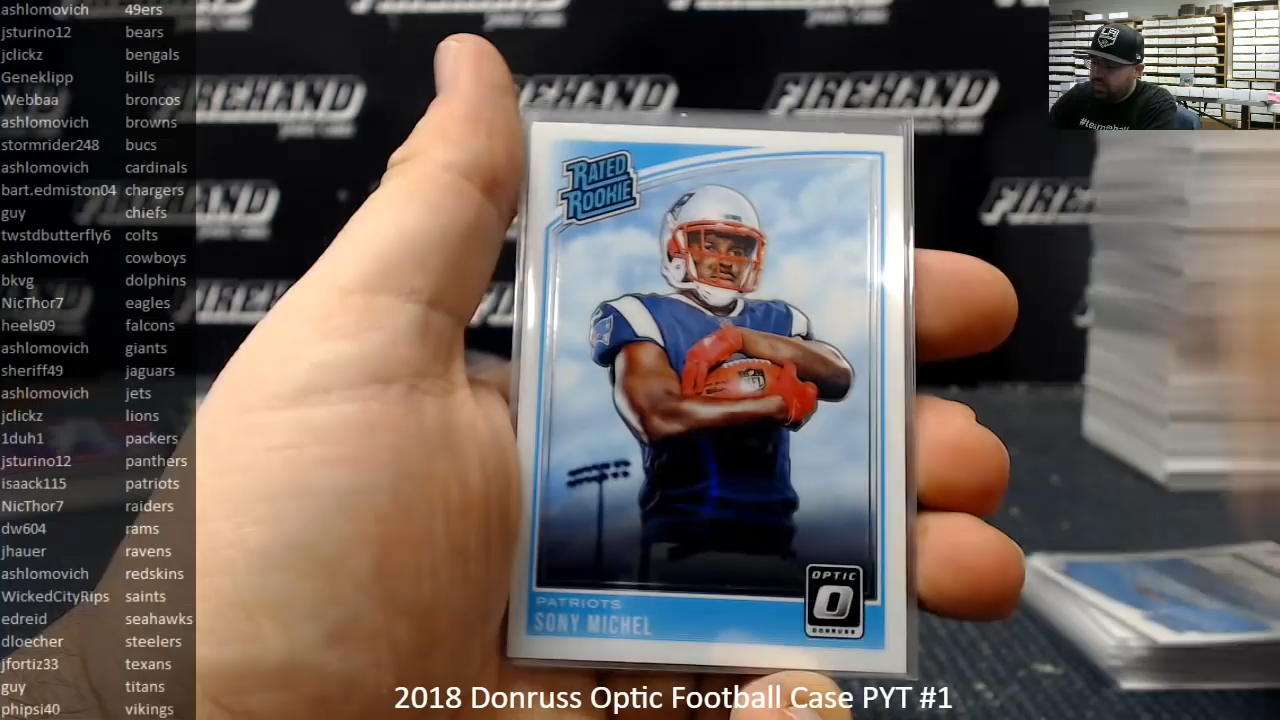 ashlomovich 49ers
jsturino12 bears
jclickz bengals
Geneklipp bills
Webbaa broncos
ashlomovich browns
stormrider248 bucs
ashlomovich cardinals
bart.edmiston04 chargers
guy chiefs
twstdbutterfly6 colts
ashlomovich cowboys
bkvg dolphins
NicThor7 eagles
heels09 falcons
ashlomovich giants
sheriff49 jaguars
ashlomovich jets
jclickz lions
1duh1 packers
jsturino12 panthers
isaack115 patriots
NicThor7 raiders
dw604 rams
jhauer ravens
ashlomovich redskins
WickedCityRips saints
edreid seahawks
dloecher steelers
jfortiz33 texans
guy titans
phipsi40 vikings
FIREHAND
FIREHAND
FIREHAND
RATED
ROOKIE
OPTIC
O
DONRUSS
PATRIOTS
SONY MICHEL
2018 Donruss Optic Football Case PYT #1